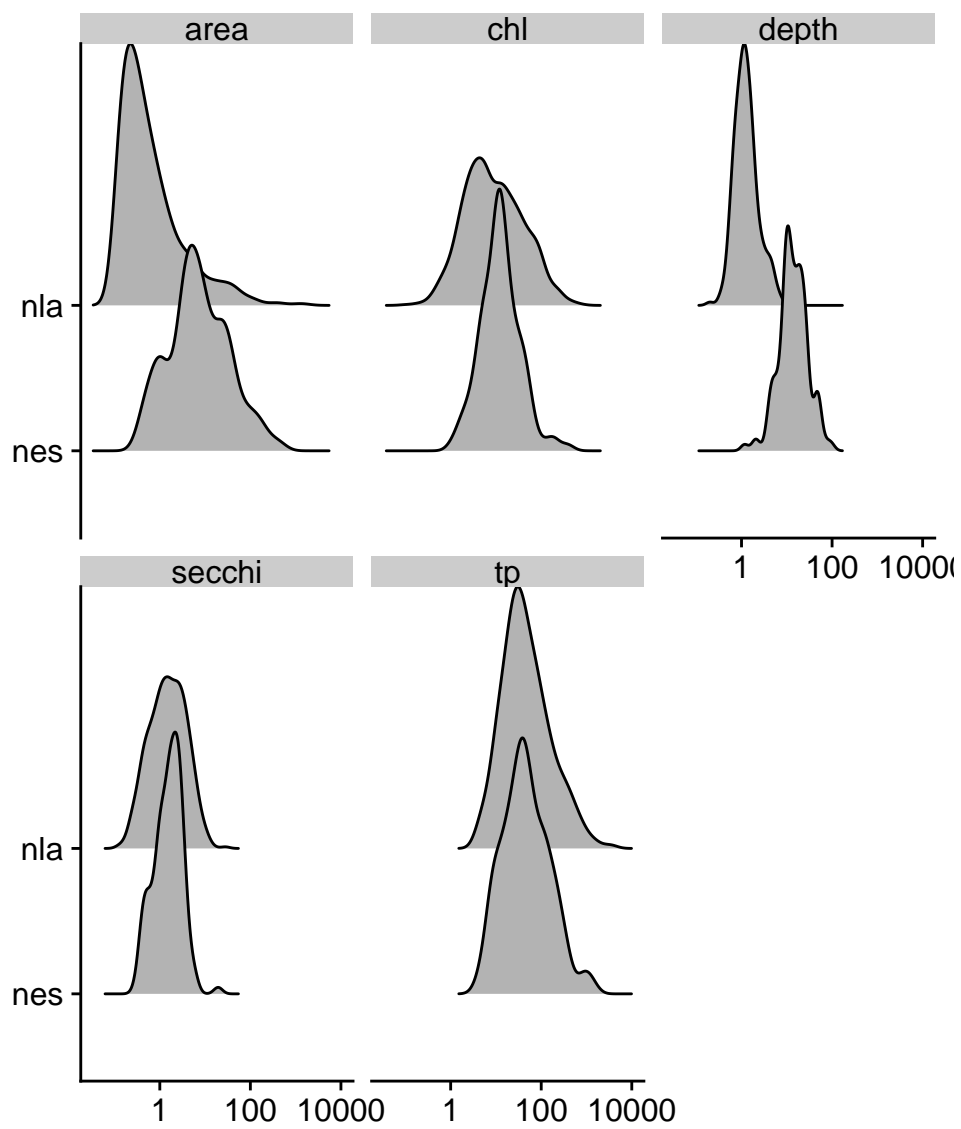 area chl depth
nla
nes
1 100 10000
secchi tp
nla
nes
1 100 10000 1 100 10000